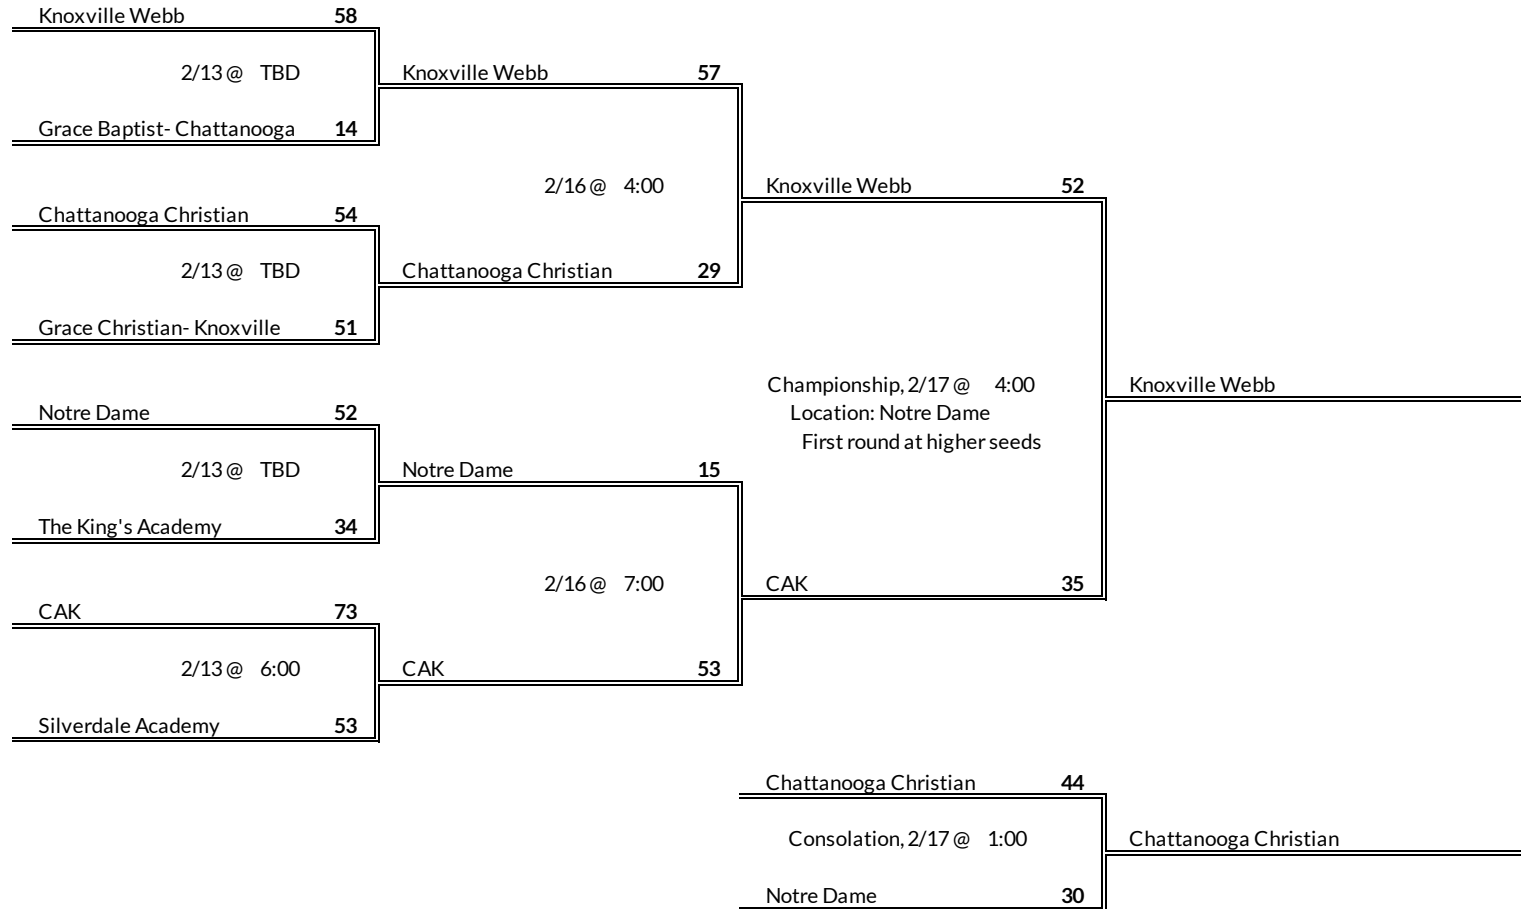 Knoxville Webb 58
2/13 @ TBD
Knoxville Webb 57
Grace Baptist- Chattanooga 14
2/16 @ 4:00
Knoxville Webb 52
Chattanooga Christian 54
2/13 @ TBD
Chattanooga Christian 29
Grace Christian- Knoxville 51
Championship, 2/17 @ 4:00
Knoxville Webb
Notre Dame 52
Location: Notre Dame
First round at higher seeds
2/13 @ TBD
Notre Dame 15
The King's Academy 34
2/16 @ 7:00
CAK 35
CAK 73
2/13 @ 6:00
CAK 53
Silverdale Academy 53
Chattanooga Christian 44
Consolation, 2/17 @ 1:00
Chattanooga Christian
Notre Dame 30